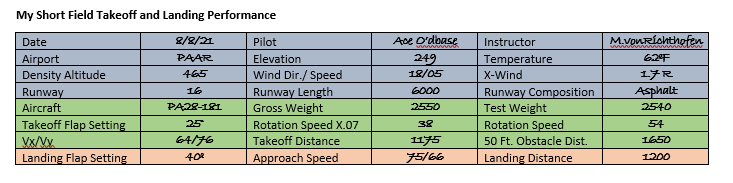 My Short Field Takeoff and Landing Performance
Date 8/8/21 Pilot Ace O'dbase Instructor M.vonRichthofen
Airport PAAR Elevation 249 Temperature 62°F
Density Altitude 465 Wind Dir./ Speed 18/05 X-Wind 1.7 R
Runway 16 Runway Length 6000 Runway Composition Asphalt
Aircraft PA28-181 Gross Weight 2550 Test Weight 2540
Takeoff Flap Setting 25° Rotation Speed X.07 38 Rotation Speed 54
Vx/Vy 64/76 Takeoff Distance 1175 50 Ft. Obstacle Dist. 1650
Landing Flap Setting 40° Approach Speed 75/66 Landing Distance 1200